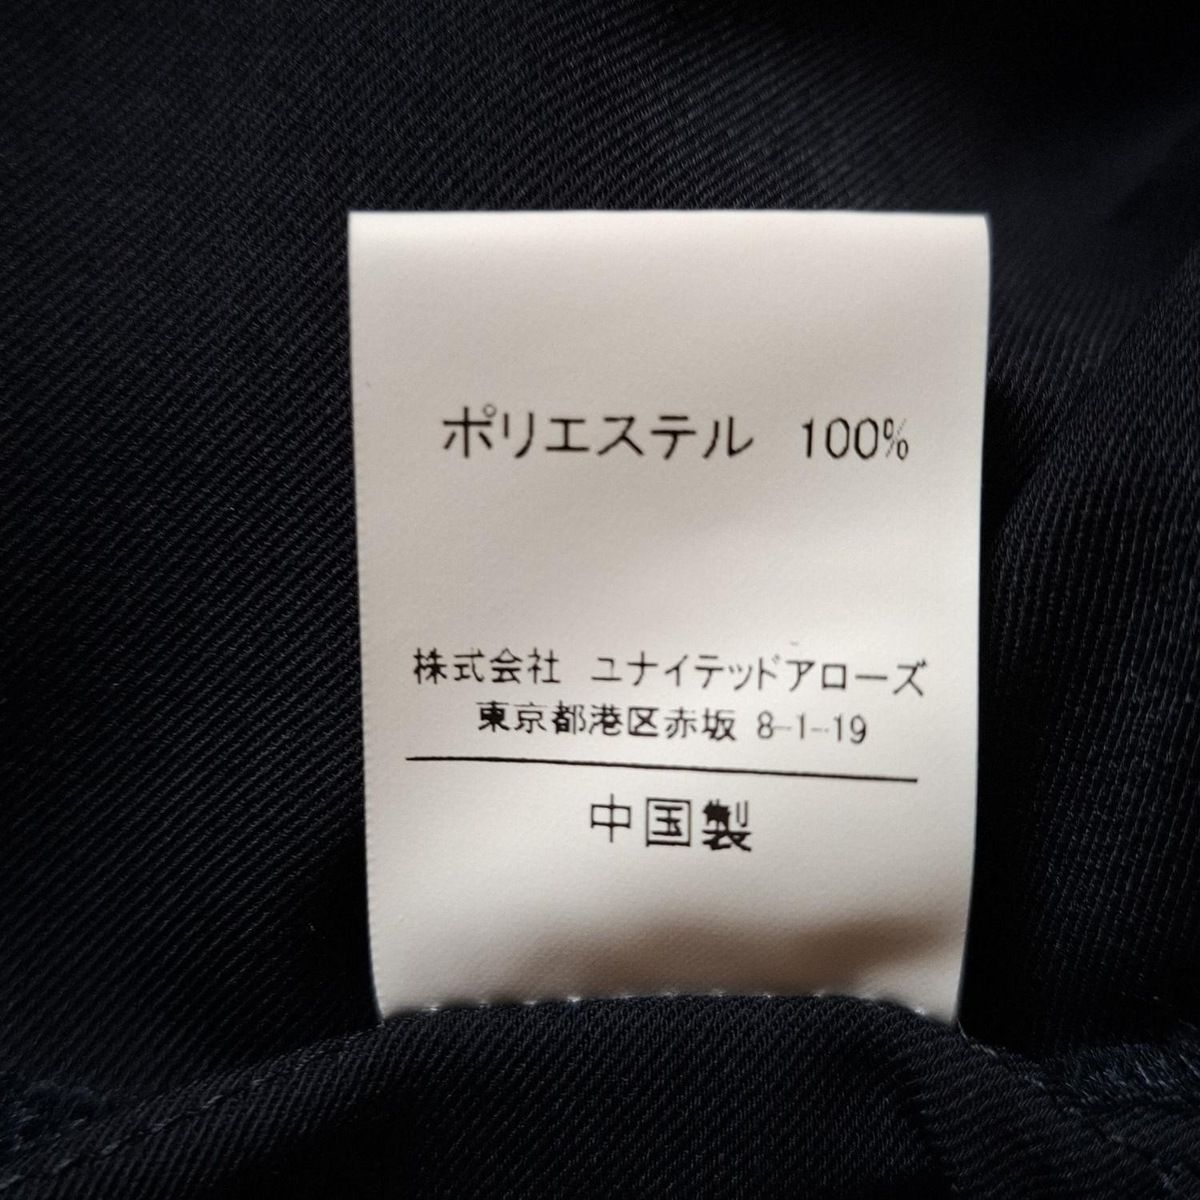 ポリエステル 100%
株式会社 ユナイテッドアローズ
東京都港区赤坂 8-1-19
中国製